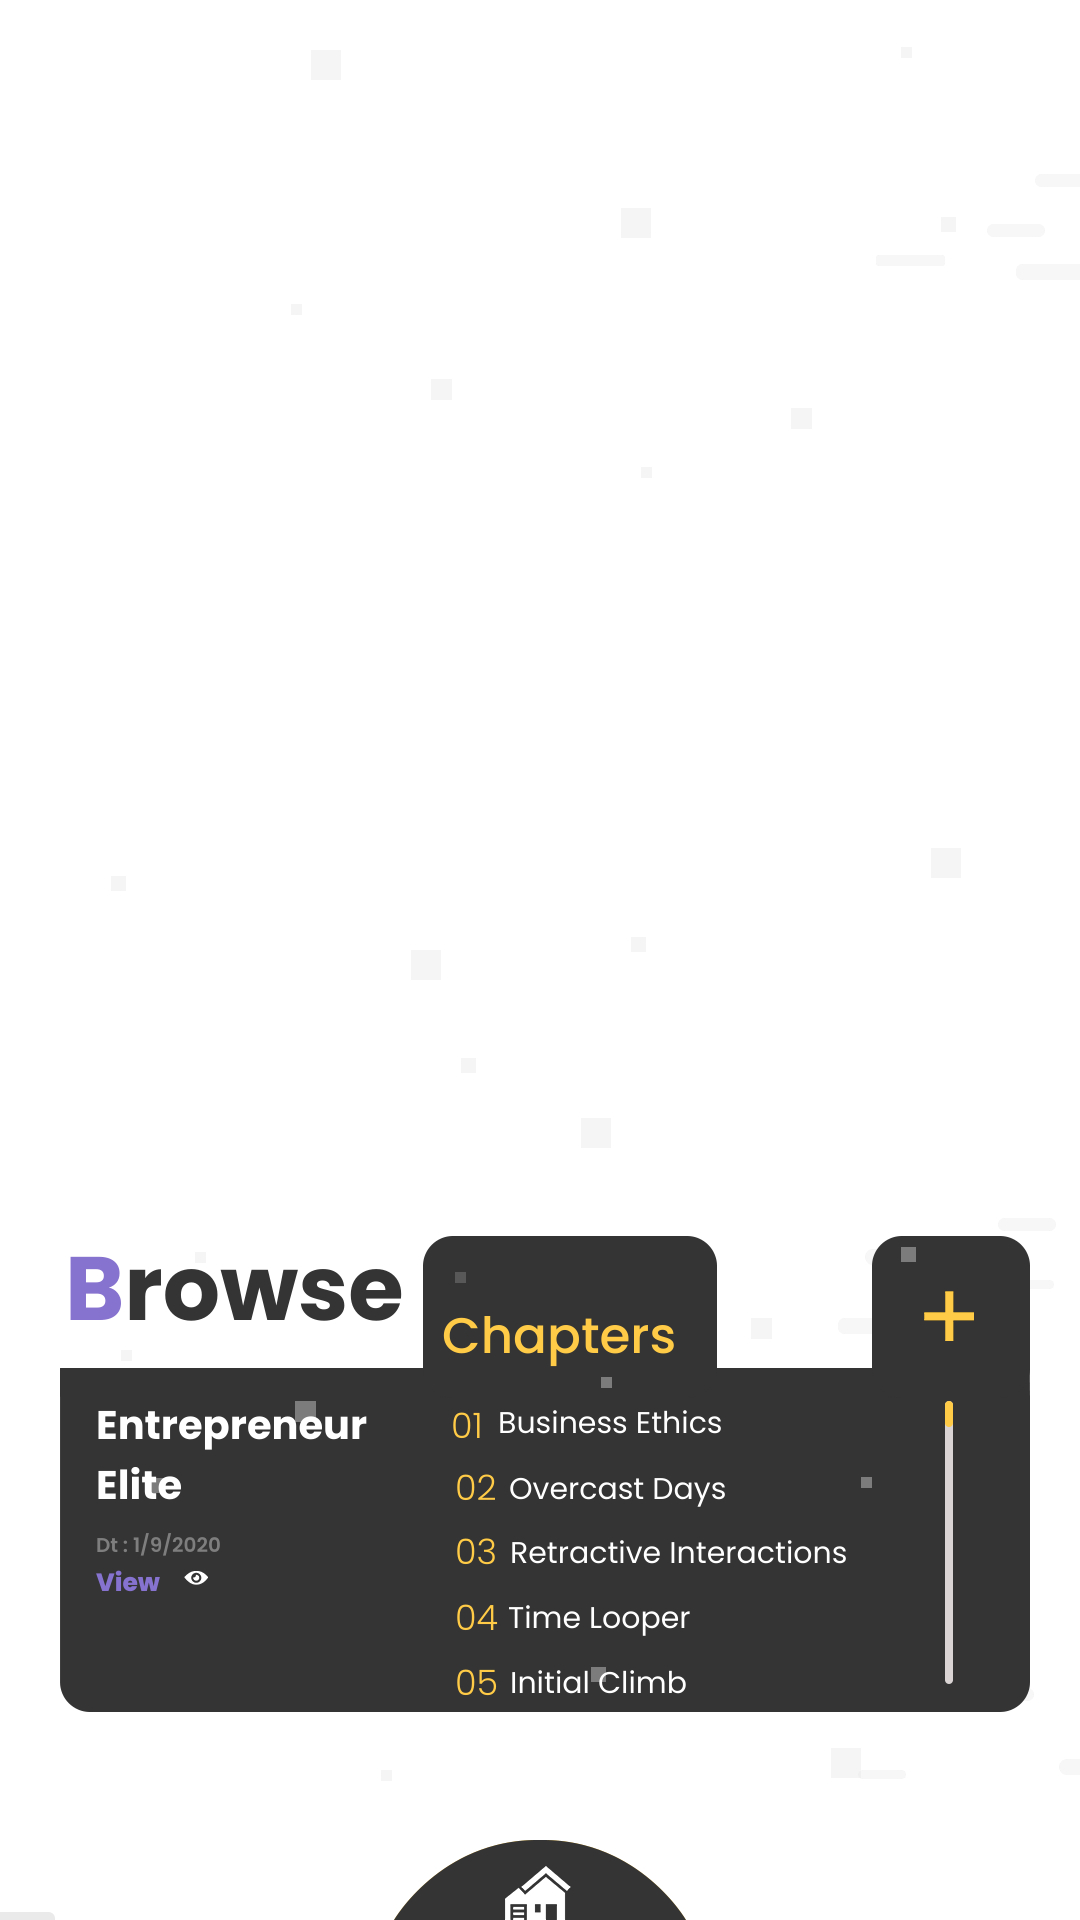 Browse
Chapters
+
Entrepreneur
Elite
Dt : 1/9/2020
View
01 Business Ethics
02 Overcast Days
03 Retractive Interactions
04 Time Looper
05 Initial Climb